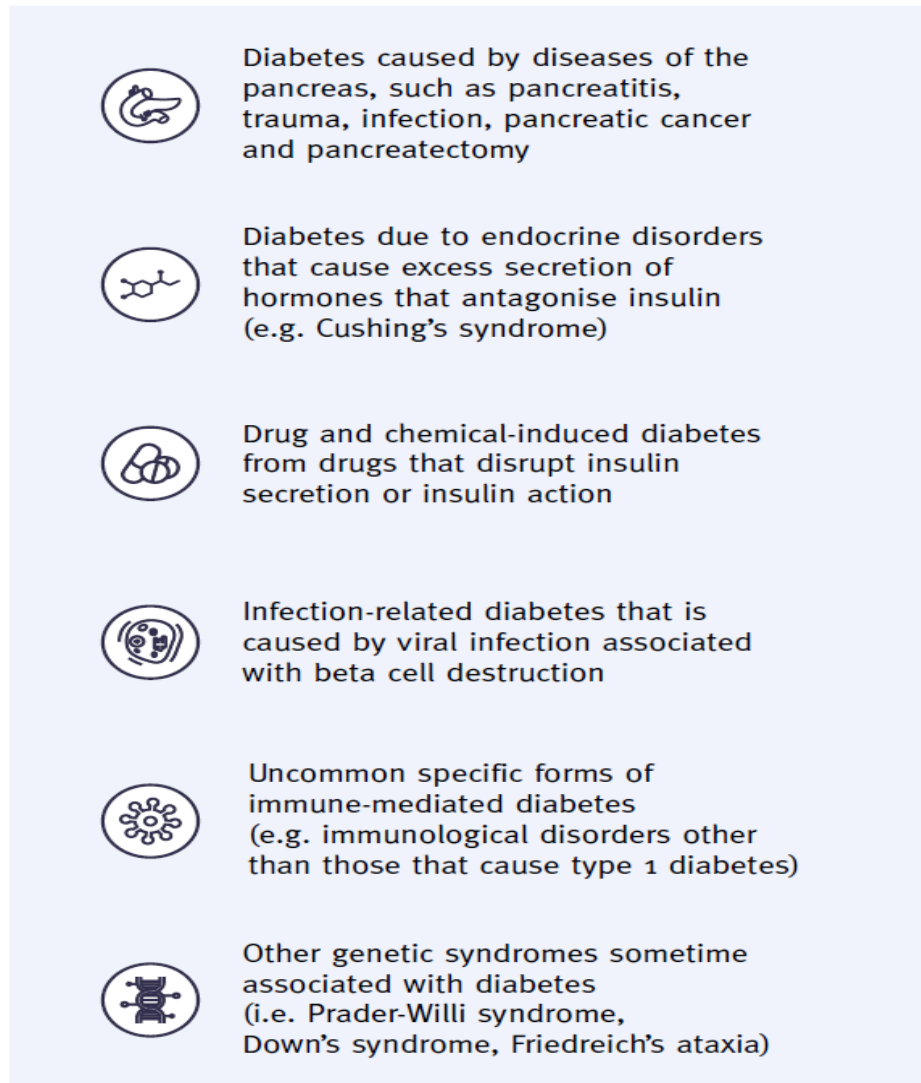 Diabetes caused by diseases of the
pancreas, such as pancreatitis,
trauma, infection, pancreatic cancer
and pancreatectomy
Diabetes due to endocrine disorders
that cause excess secretion of
hormones that antagonise insulin
(e.g. Cushing's syndrome)
Drug and chemical-induced diabetes
from drugs that disrupt insulin
secretion or insulin action
Infection-related diabetes that is
caused by viral infection associated
with beta cell destruction
Uncommon specific forms of
immune-mediated diabetes
(e.g. immunological disorders other
than those that cause type 1 diabetes)
Other genetic syndromes sometime
associated with diabetes
(i.e. Prader-Willi syndrome,
Down's syndrome, Friedreich's ataxia)